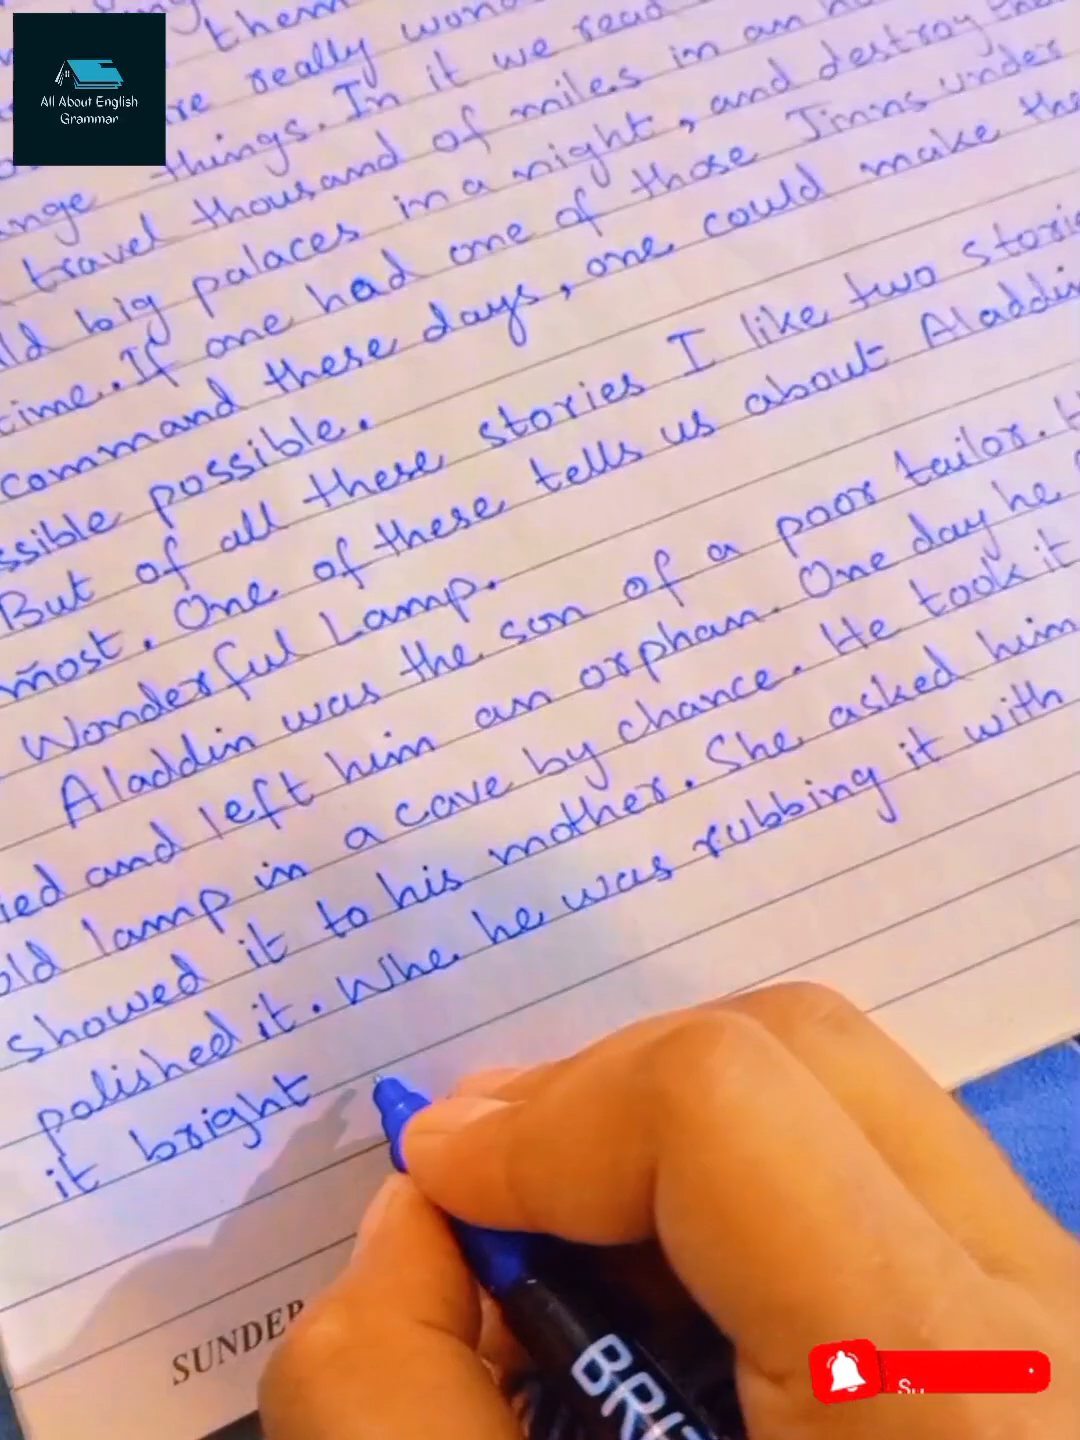 All About English
Grammar
them
really
things. In it we read
travel thousand of miles in an
big palaces in a night, and destroy
time. If one had one of those Jinns under
command these days, one could make
possible.
But of all these stories I like two
most. One of these tells us about Aladdin
Wonderful Lamp.
Aladdin was the son of a poor tailor.
and left him an orphan. One day he
old lamp in a cave by chance. He took it
showed it to his mother. She asked him
polished it. Whe he was rubbing it with
it bright
SUNDER
BRI
Su